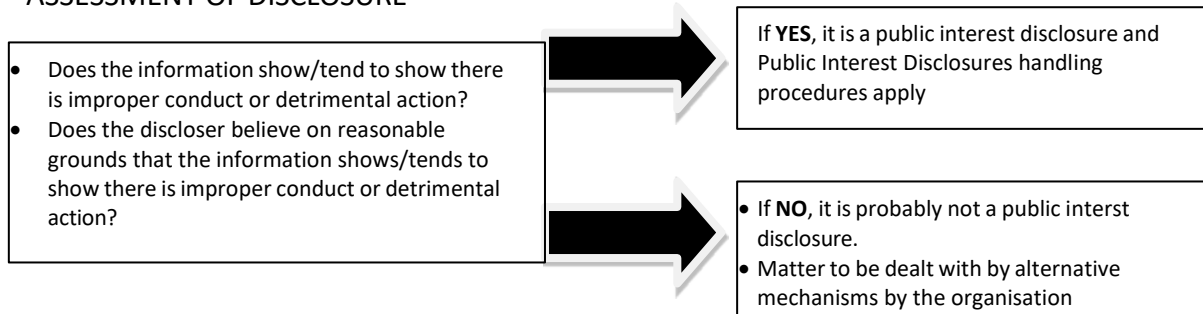 ASSESSMENT OF DISCLOSURE
• Does the information show/tend to show there
is improper conduct or detrimental action?
• Does the discloser believe on reasonable
grounds that the information shows/tends to
show there is improper conduct or detrimental
action?
If YES, it is a public interest disclosure and
Public Interest Disclosures handling
procedures apply
• If NO, it is probably not a public interst
disclosure.
• Matter to be dealt with by alternative
mechanisms by the organisation